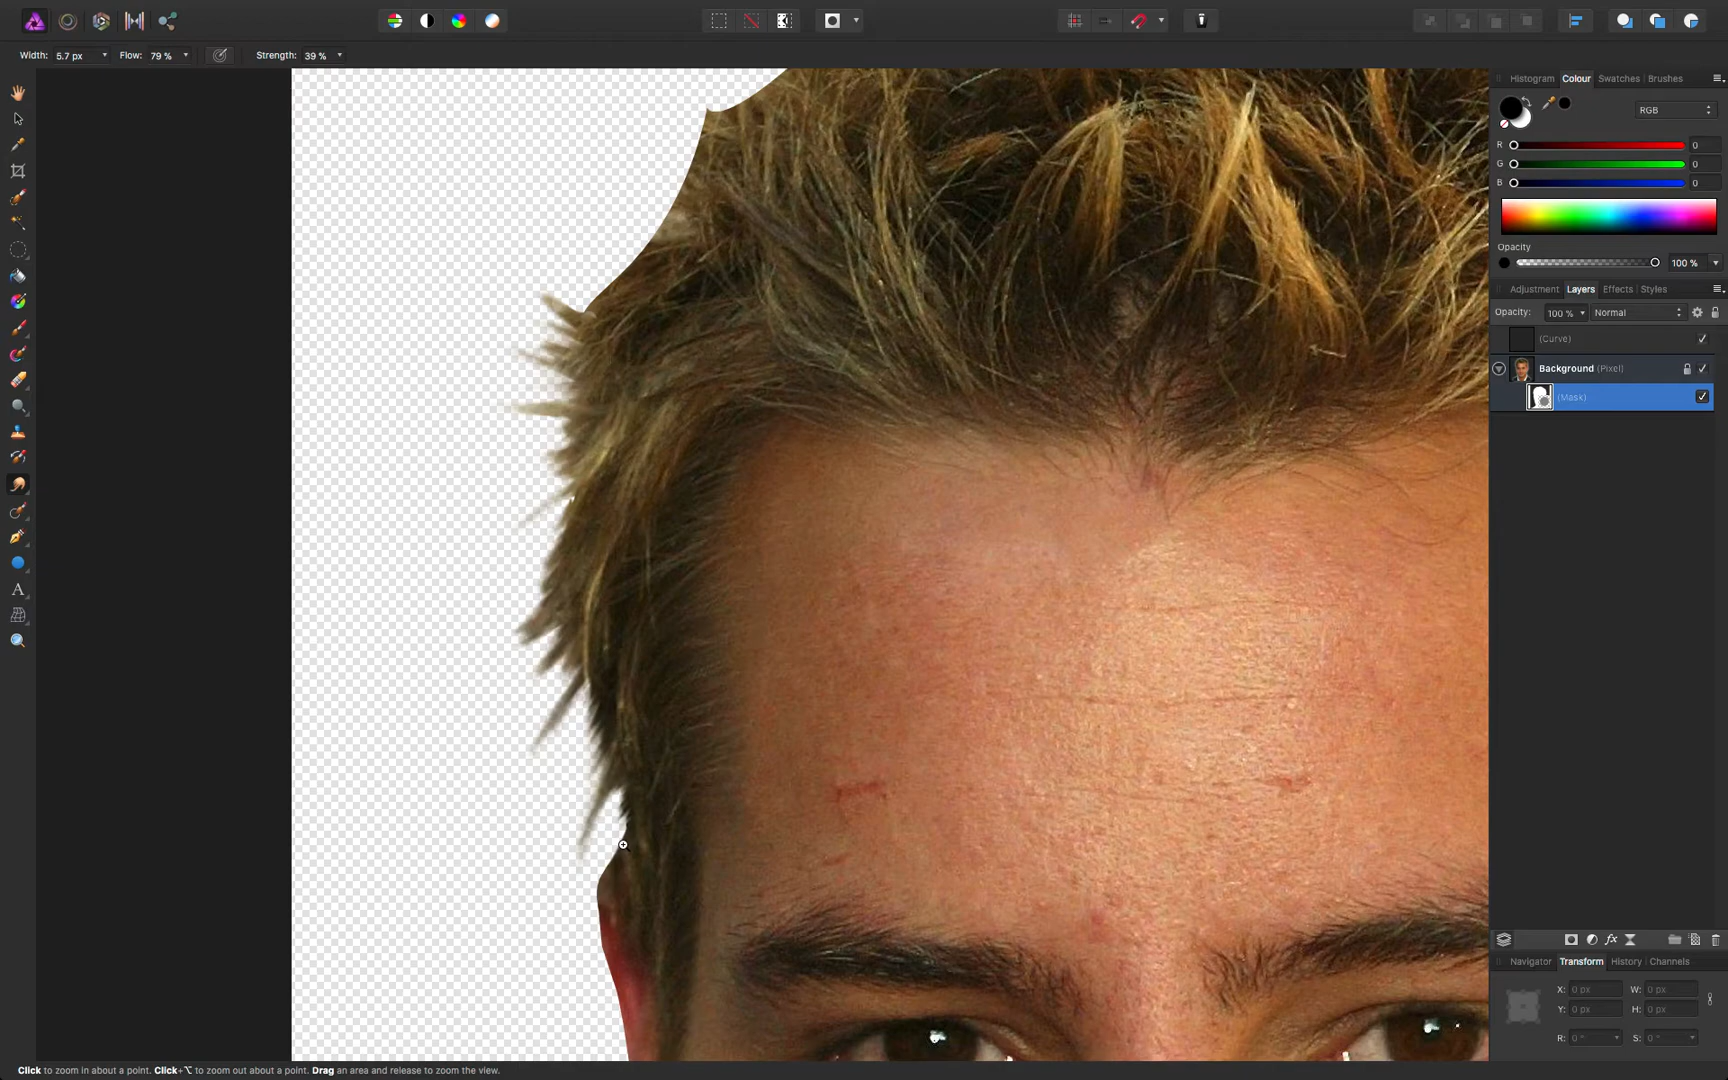 Width: 5.7 px Flow: 79 % Strength: 39 %
Histogram Colour Swatches Brushes
RGB
R 0
G 0
B 0
Opacity
100 %
Adjustment Layers Effects Styles
Opacity: 100 % Normal
(Curve)
Background (Pixel)
(Mask)
A
fx
Navigator Transform History Channels
X: 0 px W: 0 px
Y: 0 px H: 0 px
R: 0 ° S: 0 °
Click to zoom in about a point. Click+⌥ to zoom out about a point. Drag an area and release to zoom the view.